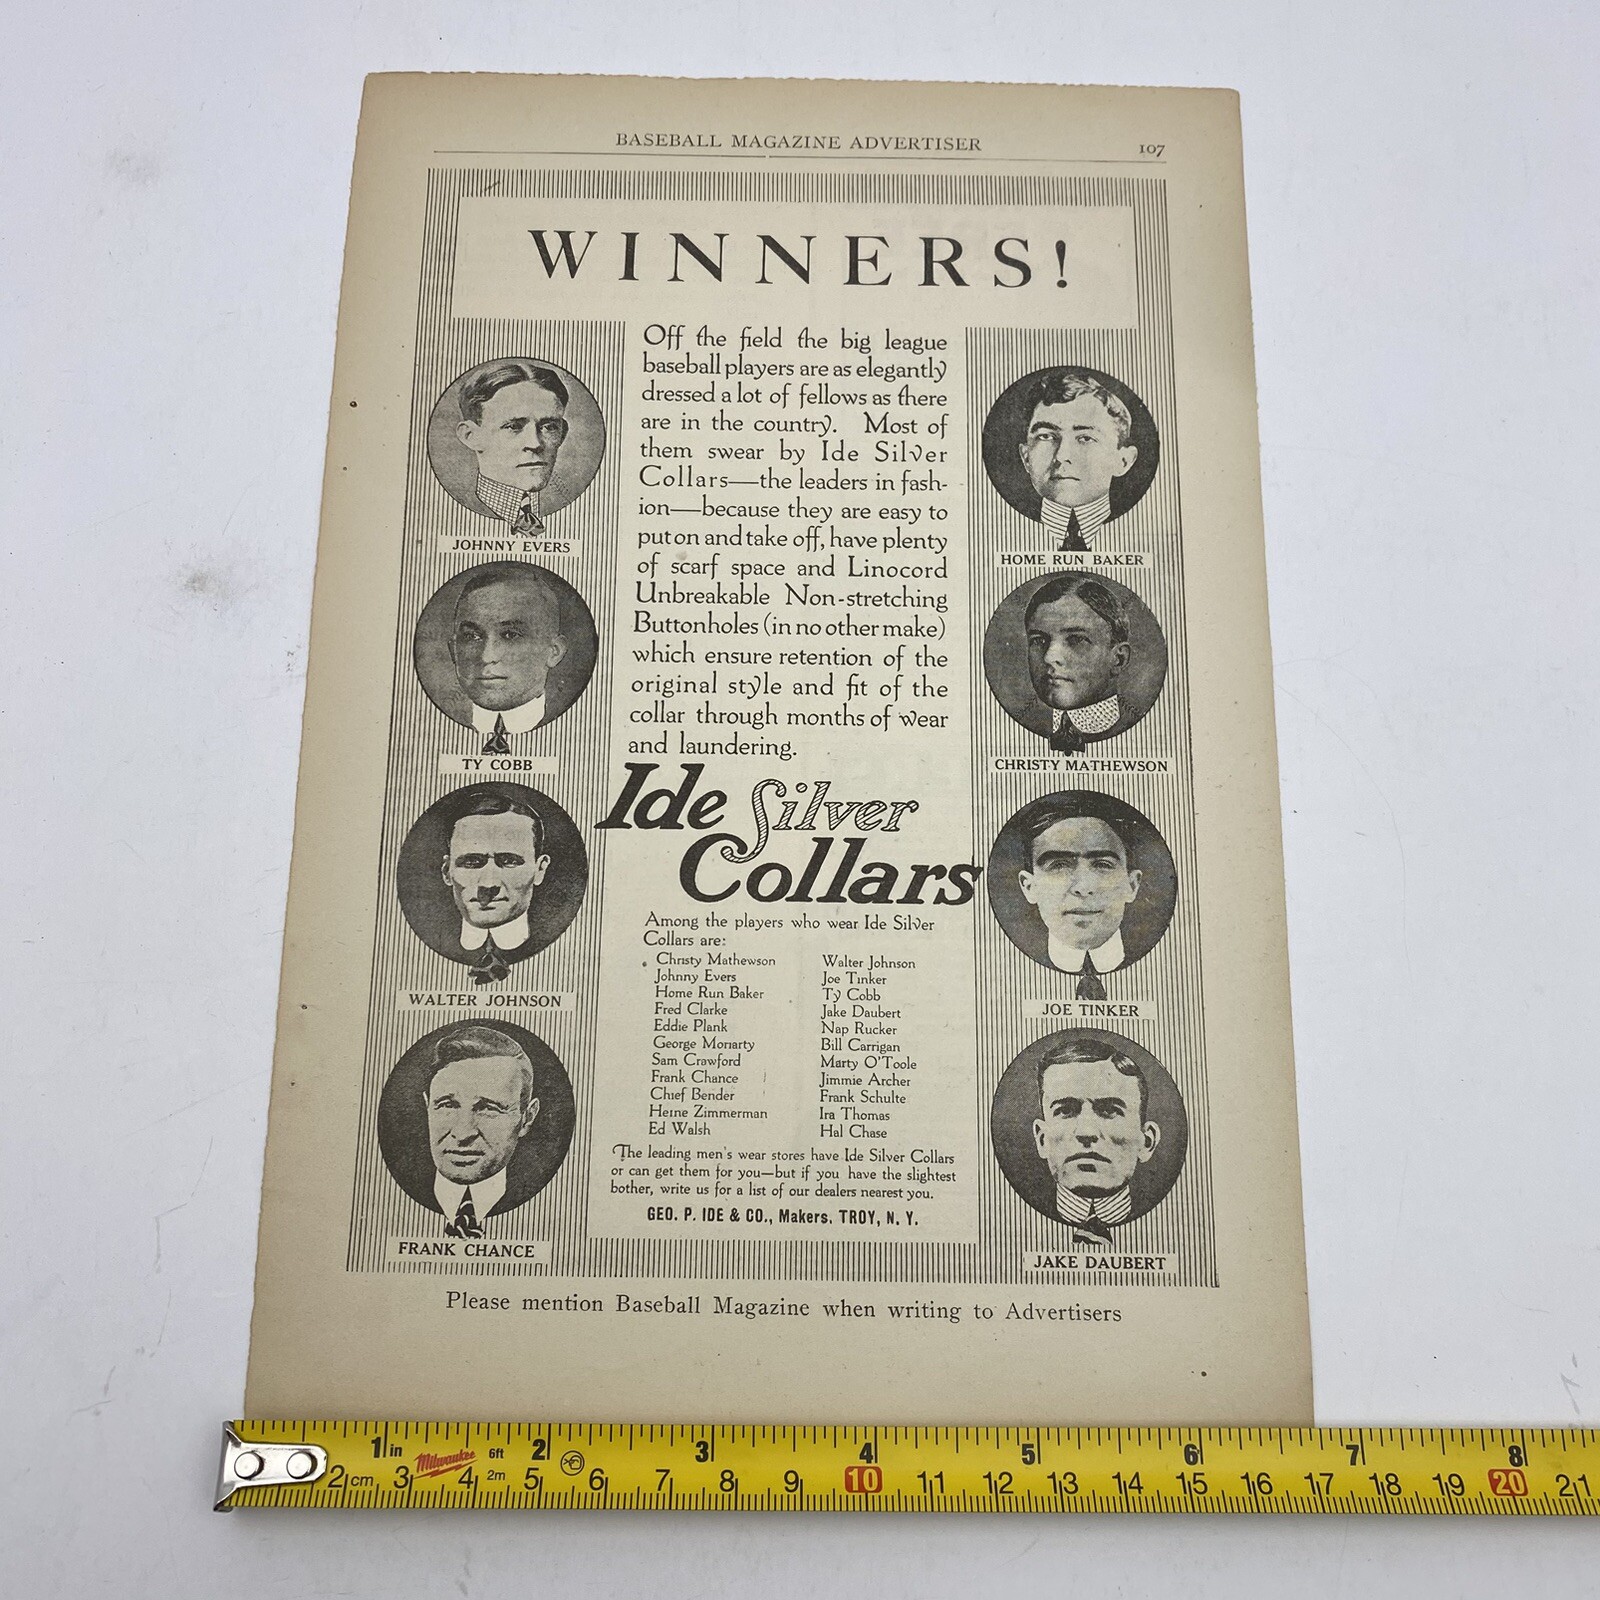 BASEBALL MAGAZINE ADVERTISER 107
WINNERS!
Off the field the big league
baseball players are as elegantly
dressed a lot of fellows as there
are in the country. Most of
them swear by Ide Silver
Collars—the leaders in fash-
ion—because they are easy to
put on and take off, have plenty
of scarf space and Linocord
Unbreakable Non-stretching
Buttonholes (in no other make)
which ensure retention of the
original style and fit of the
collar through months of wear
and laundering.
JOHNNY EVERS
TY COBB
WALTER JOHNSON
FRANK CHANCE
HOME RUN BAKER
CHRISTY MATHEWSON
JOE TINKER
JAKE DAUBERT
Ide Silver
Collars
Among the players who wear Ide Silver
Collars are:
Christy Mathewson
Johnny Evers
Home Run Baker
Fred Clarke
Eddie Plank
George Moriarty
Sam Crawford
Frank Chance
Chief Bender
Heine Zimmerman
Ed Walsh
Walter Johnson
Joe Tinker
Ty Cobb
Jake Daubert
Nap Rucker
Bill Carrigan
Marty O'Toole
Jimmie Archer
Frank Schulte
Ira Thomas
Hal Chase
The leading men's wear stores have Ide Silver Collars
or can get them for you—but if you have the slightest
bother, write us for a list of our dealers nearest you.
GEO. P. IDE & CO., Makers, TROY, N. Y.
Please mention Baseball Magazine when writing to Advertisers
1 in Milwaukee 6ft 2 3 4 5 6 7 8
2 cm 3 4 2m 5 6 7 8 9 10 11 12 13 14 15 16 17 18 19 20 21